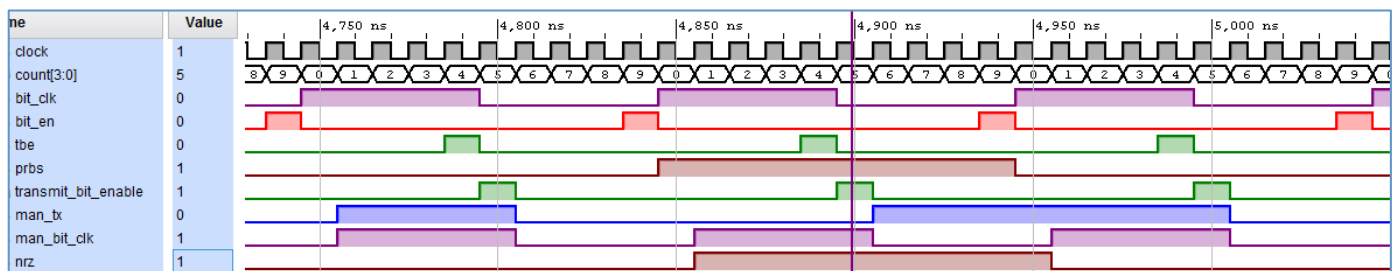 ne Value 4,750 ns 4,800 ns 4,850 ns 4,900 ns 4,950 ns 5,000 ns
clock 1
count[3:0] 5 8 9 0 1 2 3 4 5 6 7 8 9 0 1 2 3 4 5 6 7 8 9 0 1 2 3 4 5 6 7 8 9
bit_clk 0
bit_en 0
tbe 0
prbs 1
transmit_bit_enable 1
man_tx 0
man_bit_clk 1
nrz 1